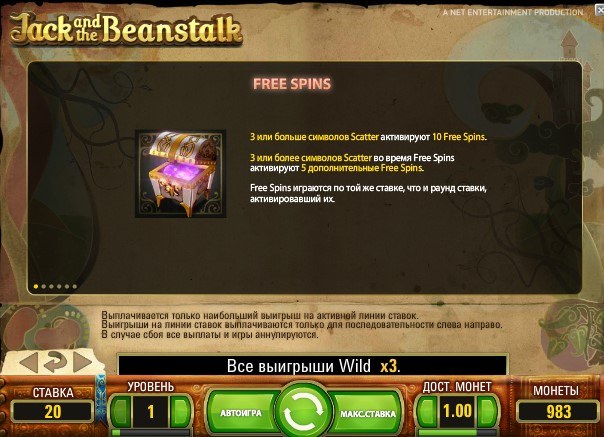 Jack and the Beanstalk
A NET ENTERTAINMENT PRODUCTION
FREE SPINS
3 или больше символов Scatter активируют 10 Free Spins.
3 или более символов Scatter во время Free Spins
активируют 5 дополнительные Free Spins.
Free Spins играются по той же ставке, что и раунд ставки,
активировавший их.
Выплачивается только наибольший выигрыш на активной линии ставок.
Выигрыши на линии ставок выплачиваются только для последовательности слева направо.
В случае сбоя все выплаты и игры аннулируются.
Все выигрыши Wild x3.
СТАВКА
20
УРОВЕНЬ
1
АВТОИГРА
МАКС.СТАВКА
ДОСТ. МОНЕТ
1.00
МОНЕТЫ
983